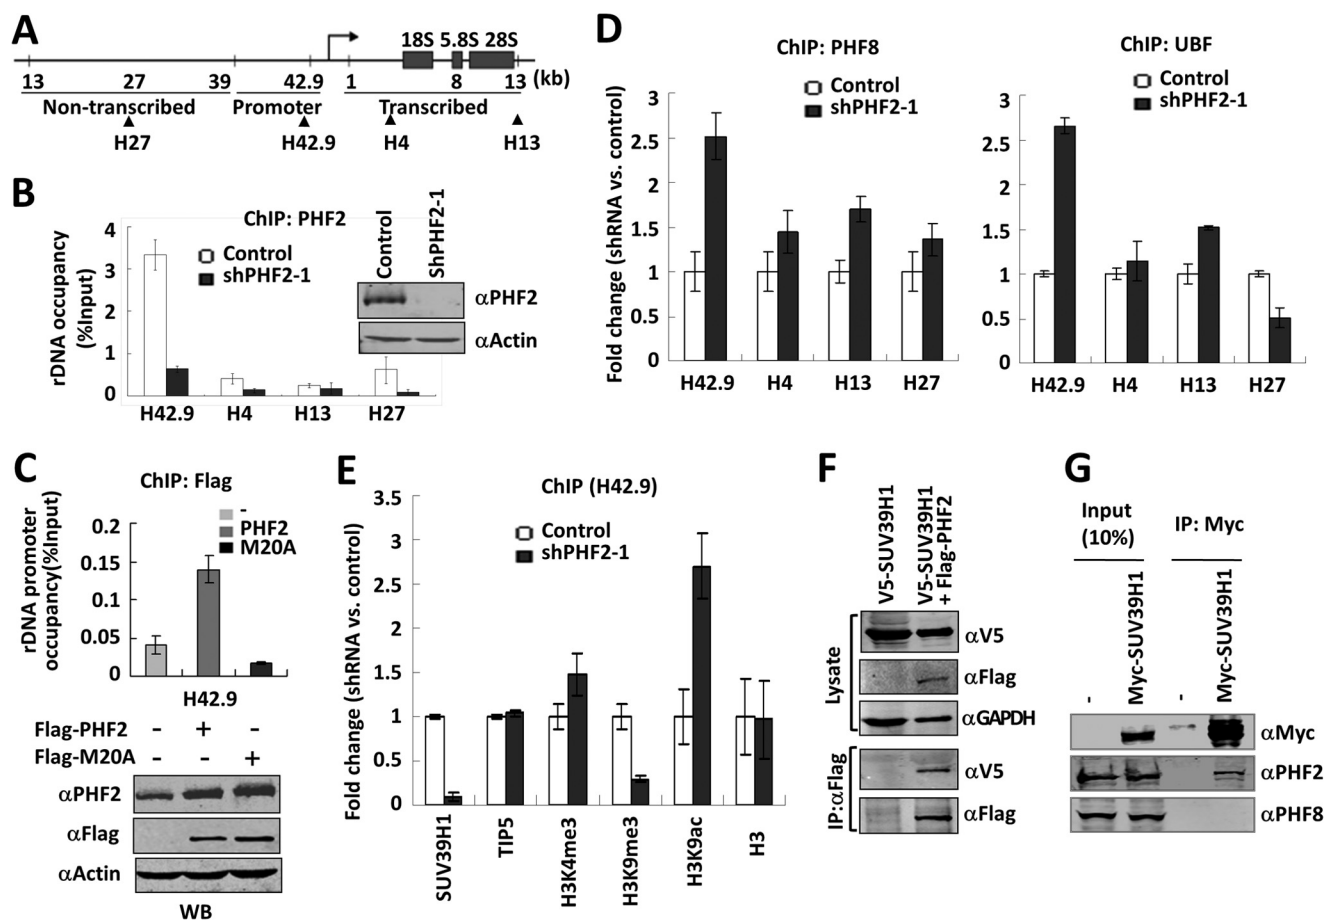 A
18S 5.8S 28S
13 27 39 42.9 1 8 13 (kb)
Non-transcribed Promoter Transcribed
H27 H42.9 H4 H13
B
ChIP: PHF2
Control
shPHF2-1
rDNA occupancy
(%Input)
4
3
2
1
0
H42.9 H4 H13 H27
Control
ShPHF2-1
αPHF2
αActin
C
ChIP: Flag
-
PHF2
M20A
rDNA promoter
occupancy(%Input)
0.2
0.15
0.1
0.05
0
H42.9
Flag-PHF2 - + -
Flag-M20A - - +
αPHF2
αFlag
αActin
WB
D
ChIP: PHF8
Control
shPHF2-1
Fold change (shRNA vs. control)
3
2.5
2
1.5
1
0.5
0
H42.9 H4 H13 H27
ChIP: UBF
Control
shPHF2-1
3
2.5
2
1.5
1
0.5
0
H42.9 H4 H13 H27
E
ChIP (H42.9)
Control
shPHF2-1
Fold change (shRNA vs. control)
3.5
3
2.5
2
1.5
1
0.5
0
SUV39H1
TIP5
H3K4me3
H3K9me3
H3K9ac
H3
F
V5-SUV39H1
V5-SUV39H1
+ Flag-PHF2
Lysate
αV5
αFlag
αGAPDH
IP:αFlag
αV5
αFlag
G
Input
(10%)
IP: Myc
-
Myc-SUV39H1
-
Myc-SUV39H1
αMyc
αPHF2
αPHF8